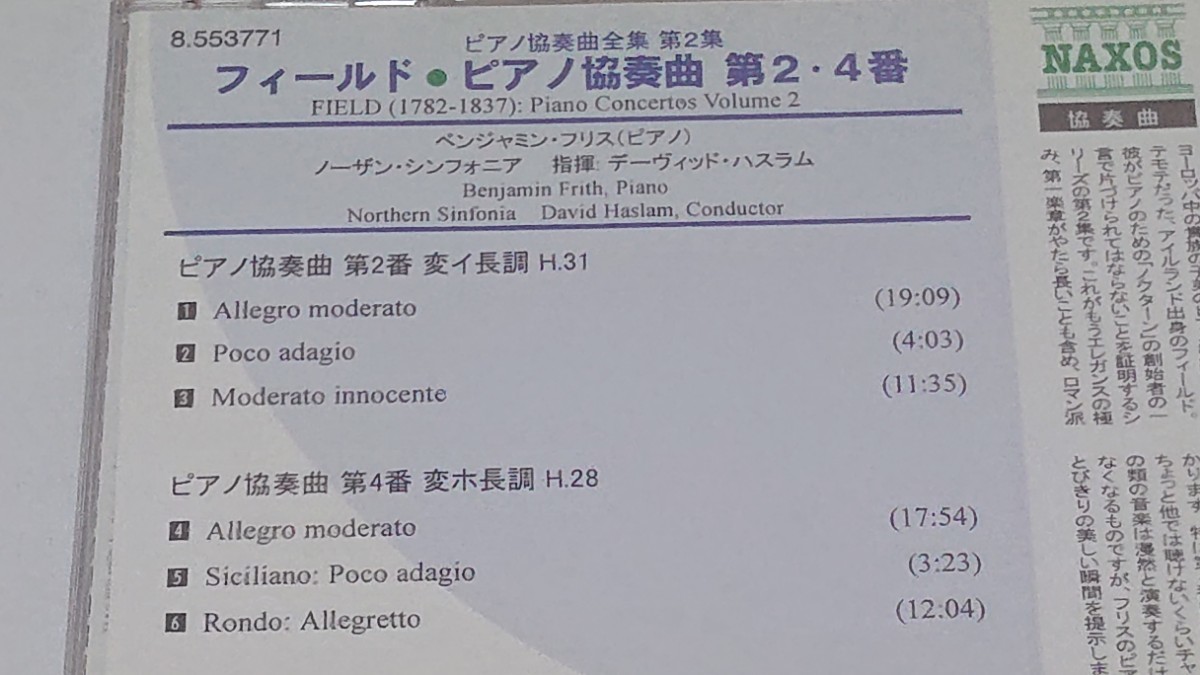 8.553771
ピアノ協奏曲全集 第2集
フィールド●ピアノ協奏曲 第2・4番
FIELD (1782-1837): Piano Concertos Volume 2
ベンジャミン・フリス(ピアノ)
ノーザン・シンフォニア 指揮: デーヴィッド・ハスラム
Benjamin Frith, Piano
Northern Sinfonia David Haslam, Conductor
ピアノ協奏曲 第2番 変イ長調 H.31
1 Allegro moderato (19:09)
2 Poco adagio (4:03)
3 Moderato innocente (11:35)
ピアノ協奏曲 第4番 変ホ長調 H.28
4 Allegro moderato (17:54)
5 Siciliano: Poco adagio (3:23)
6 Rondo: Allegretto (12:04)
NAXOS
協奏曲
ヨーロッパ中の貴族の
テモテだった、アイルランド出身のフィールド。
彼がピアノのための「ノクターン」の創始者の一
言で片づけられてはならないことを証明するシ
リーズの第2集です。これがもうエレガンスの極
み、第一楽章がやたら長いことも含め、ロマン派
かります。
ちょっと他では聴けないくらいチャ
の類の音楽は漫然と演奏するだけ
なくなるものですが、フリスのピア
とびきりの美しい瞬間を提示しま